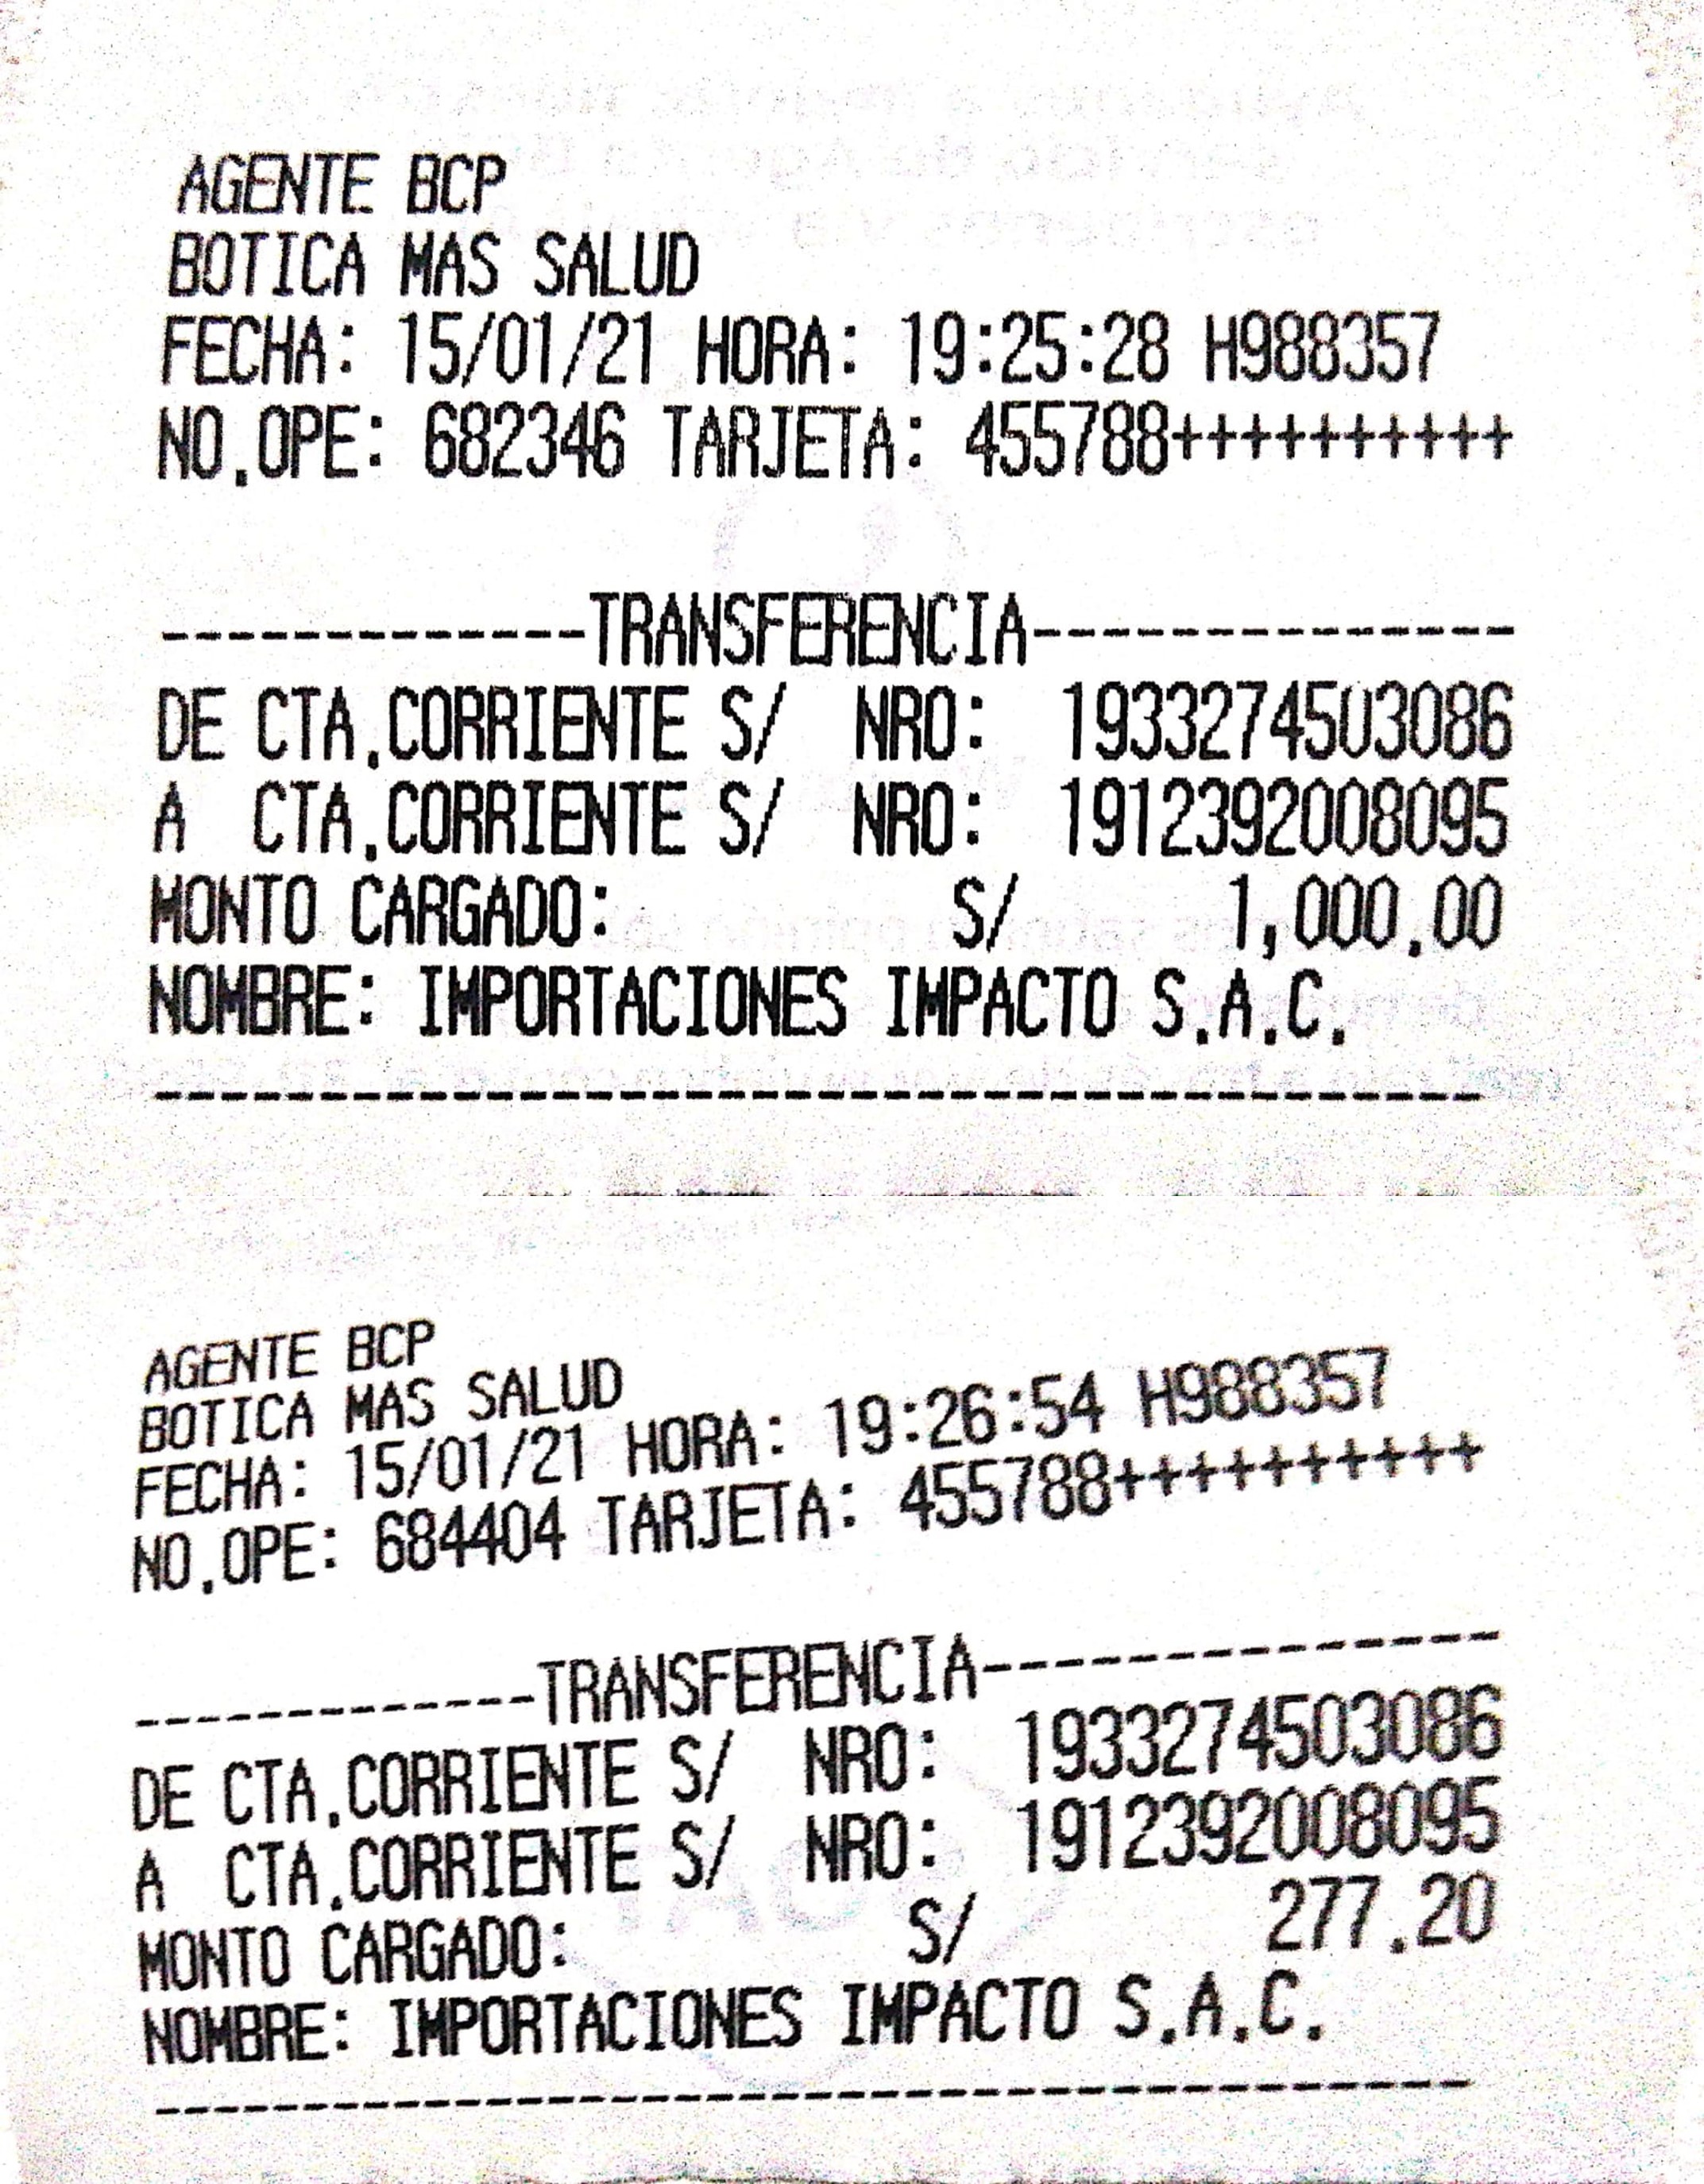 AGENTE BCP
BOTICA MAS SALUD
FECHA: 15/01/21 HORA: 19:25:28 H988357
NO.OPE: 682346 TARJETA: 455788++++++++++
-------------TRANSFERENCIA---------------
DE CTA.CORRIENTE S/ NRO: 1933274503086
A CTA.CORRIENTE S/ NRO: 1912392008095
MONTO CARGADO: S/ 1,000.00
NOMBRE: IMPORTACIONES IMPACTO S.A.C.
-----------------------------------------
AGENTE BCP
BOTICA MAS SALUD
FECHA: 15/01/21 HORA: 19:26:54 H988357
NO.OPE: 684404 TARJETA: 455788++++++++++
-------------TRANSFERENCIA---------------
DE CTA.CORRIENTE S/ NRO: 1933274503086
A CTA.CORRIENTE S/ NRO: 1912392008095
MONTO CARGADO: S/ 277.20
NOMBRE: IMPORTACIONES IMPACTO S.A.C.
-----------------------------------------